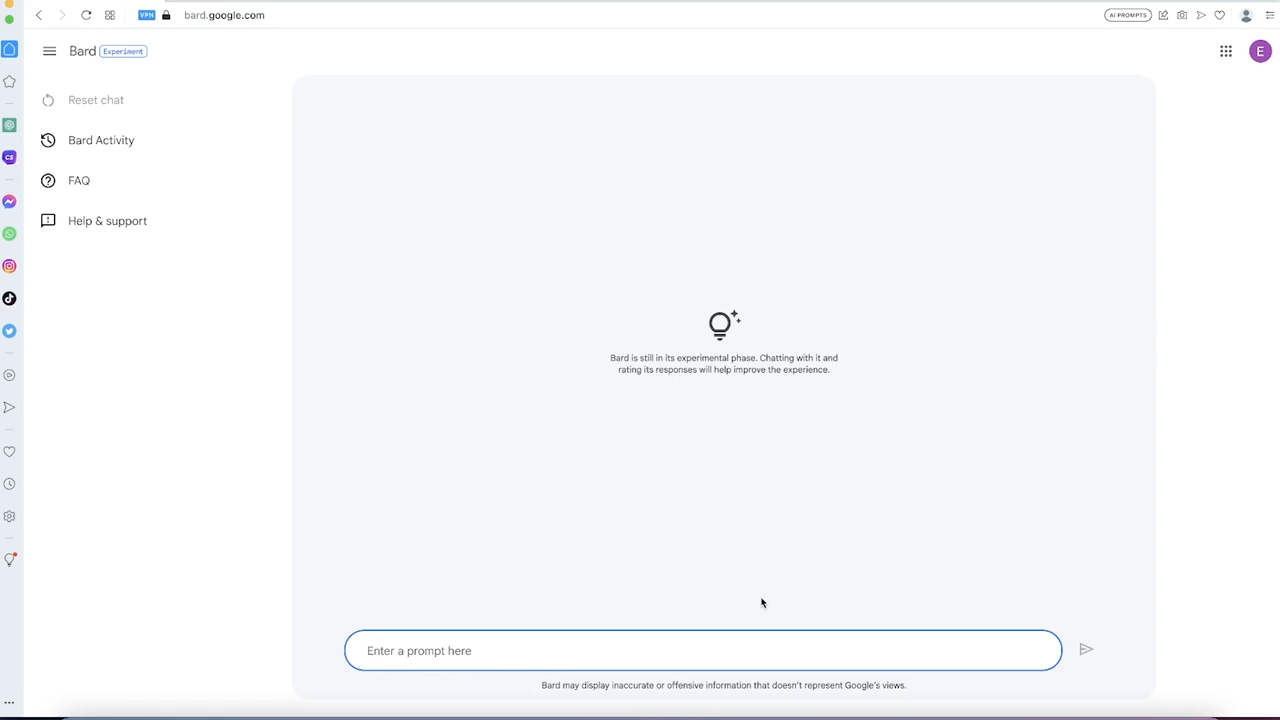 VPN
bard.google.com
AI PROMPTS
Bard Experiment
E
Reset chat
Bard Activity
FAQ
Help & support
CS
Bard is still in its experimental phase. Chatting with it and
rating its responses will help improve the experience.
Enter a prompt here
Bard may display inaccurate or offensive information that doesn't represent Google's views.